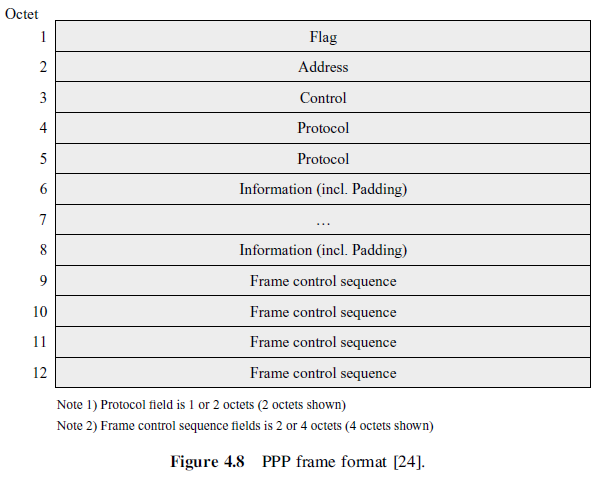 Octet
1 Flag
2 Address
3 Control
4 Protocol
5 Protocol
6 Information (incl. Padding)
7 …
8 Information (incl. Padding)
9 Frame control sequence
10 Frame control sequence
11 Frame control sequence
12 Frame control sequence
Note 1) Protocol field is 1 or 2 octets (2 octets shown)
Note 2) Frame control sequence fields is 2 or 4 octets (4 octets shown)
Figure 4.8 PPP frame format [24].